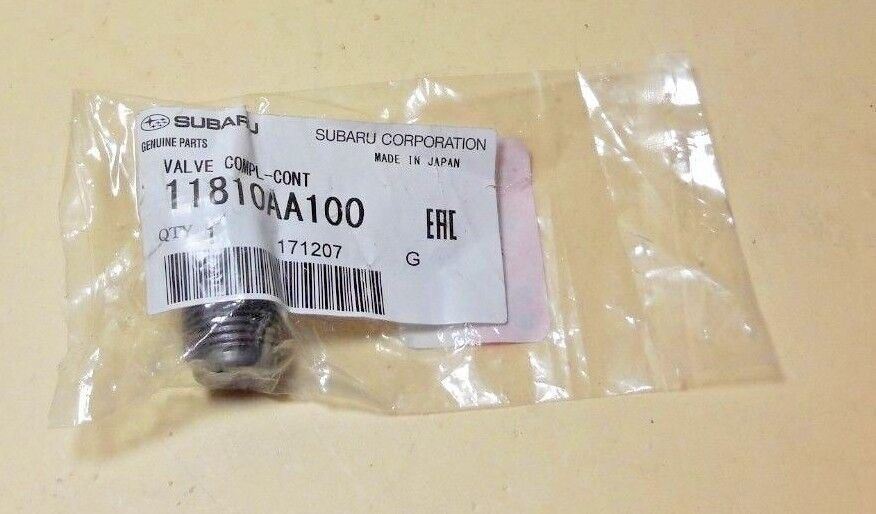 SUBARU
SUBARU CORPORATION
GENUINE PARTS
MADE IN JAPAN
VALVE COMPL-CONT
11810AA100
EAC
QTY 1
171207
G